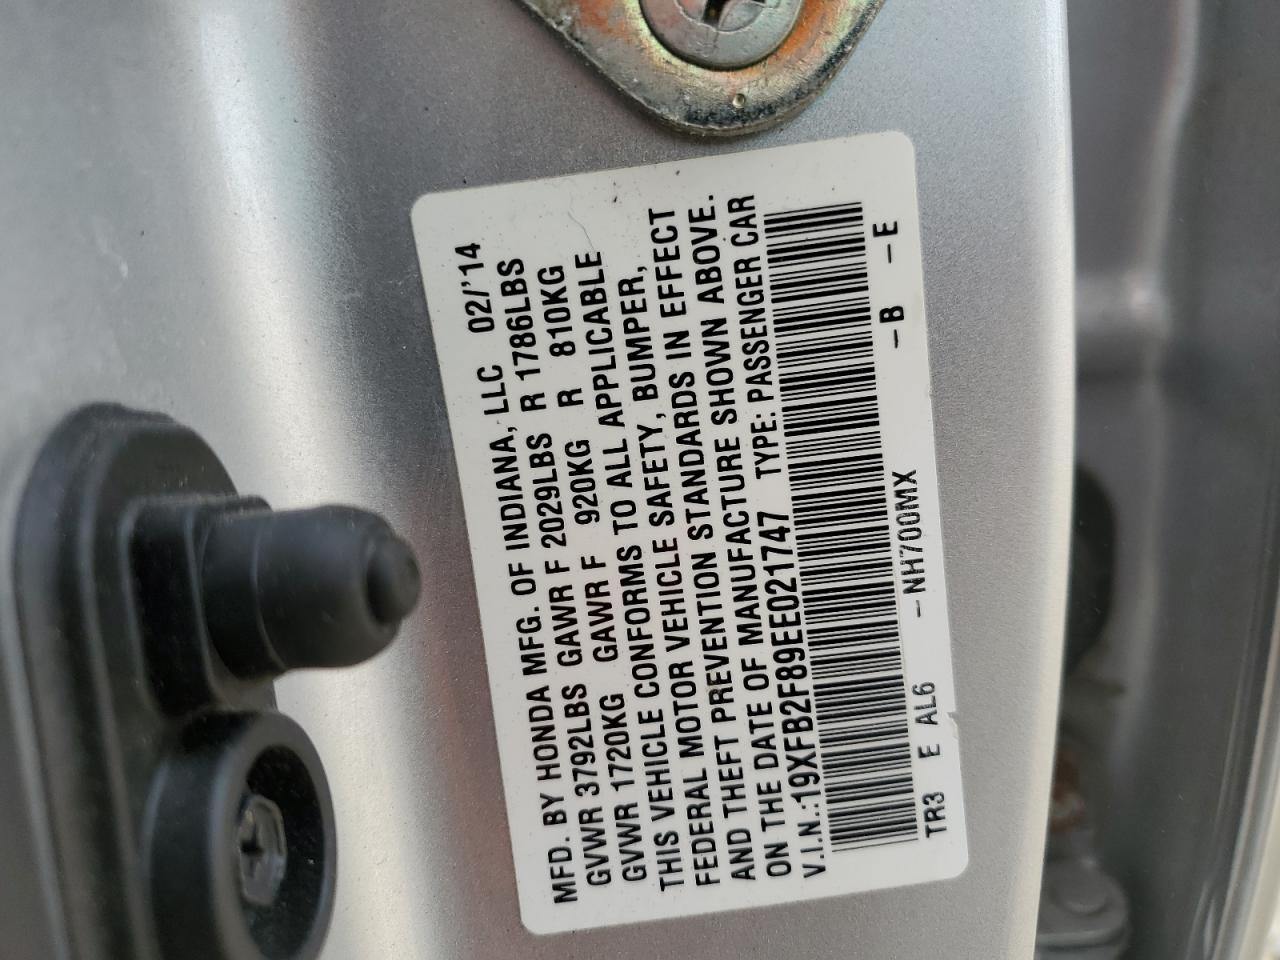 MFD. BY HONDA MFG. OF INDIANA, LLC 02/'14
GVWR 3792LBS GAWR F 2029LBS R 1786LBS
GVWR 1720KG GAWR F 920KG R 810KG
THIS VEHICLE CONFORMS TO ALL APPLICABLE
FEDERAL MOTOR VEHICLE SAFETY, BUMPER,
AND THEFT PREVENTION STANDARDS IN EFFECT
ON THE DATE OF MANUFACTURE SHOWN ABOVE.
V.I.N.:19XFB2F89EE021747 TYPE: PASSENGER CAR
TR3 E AL6 -NH700MX -B -E